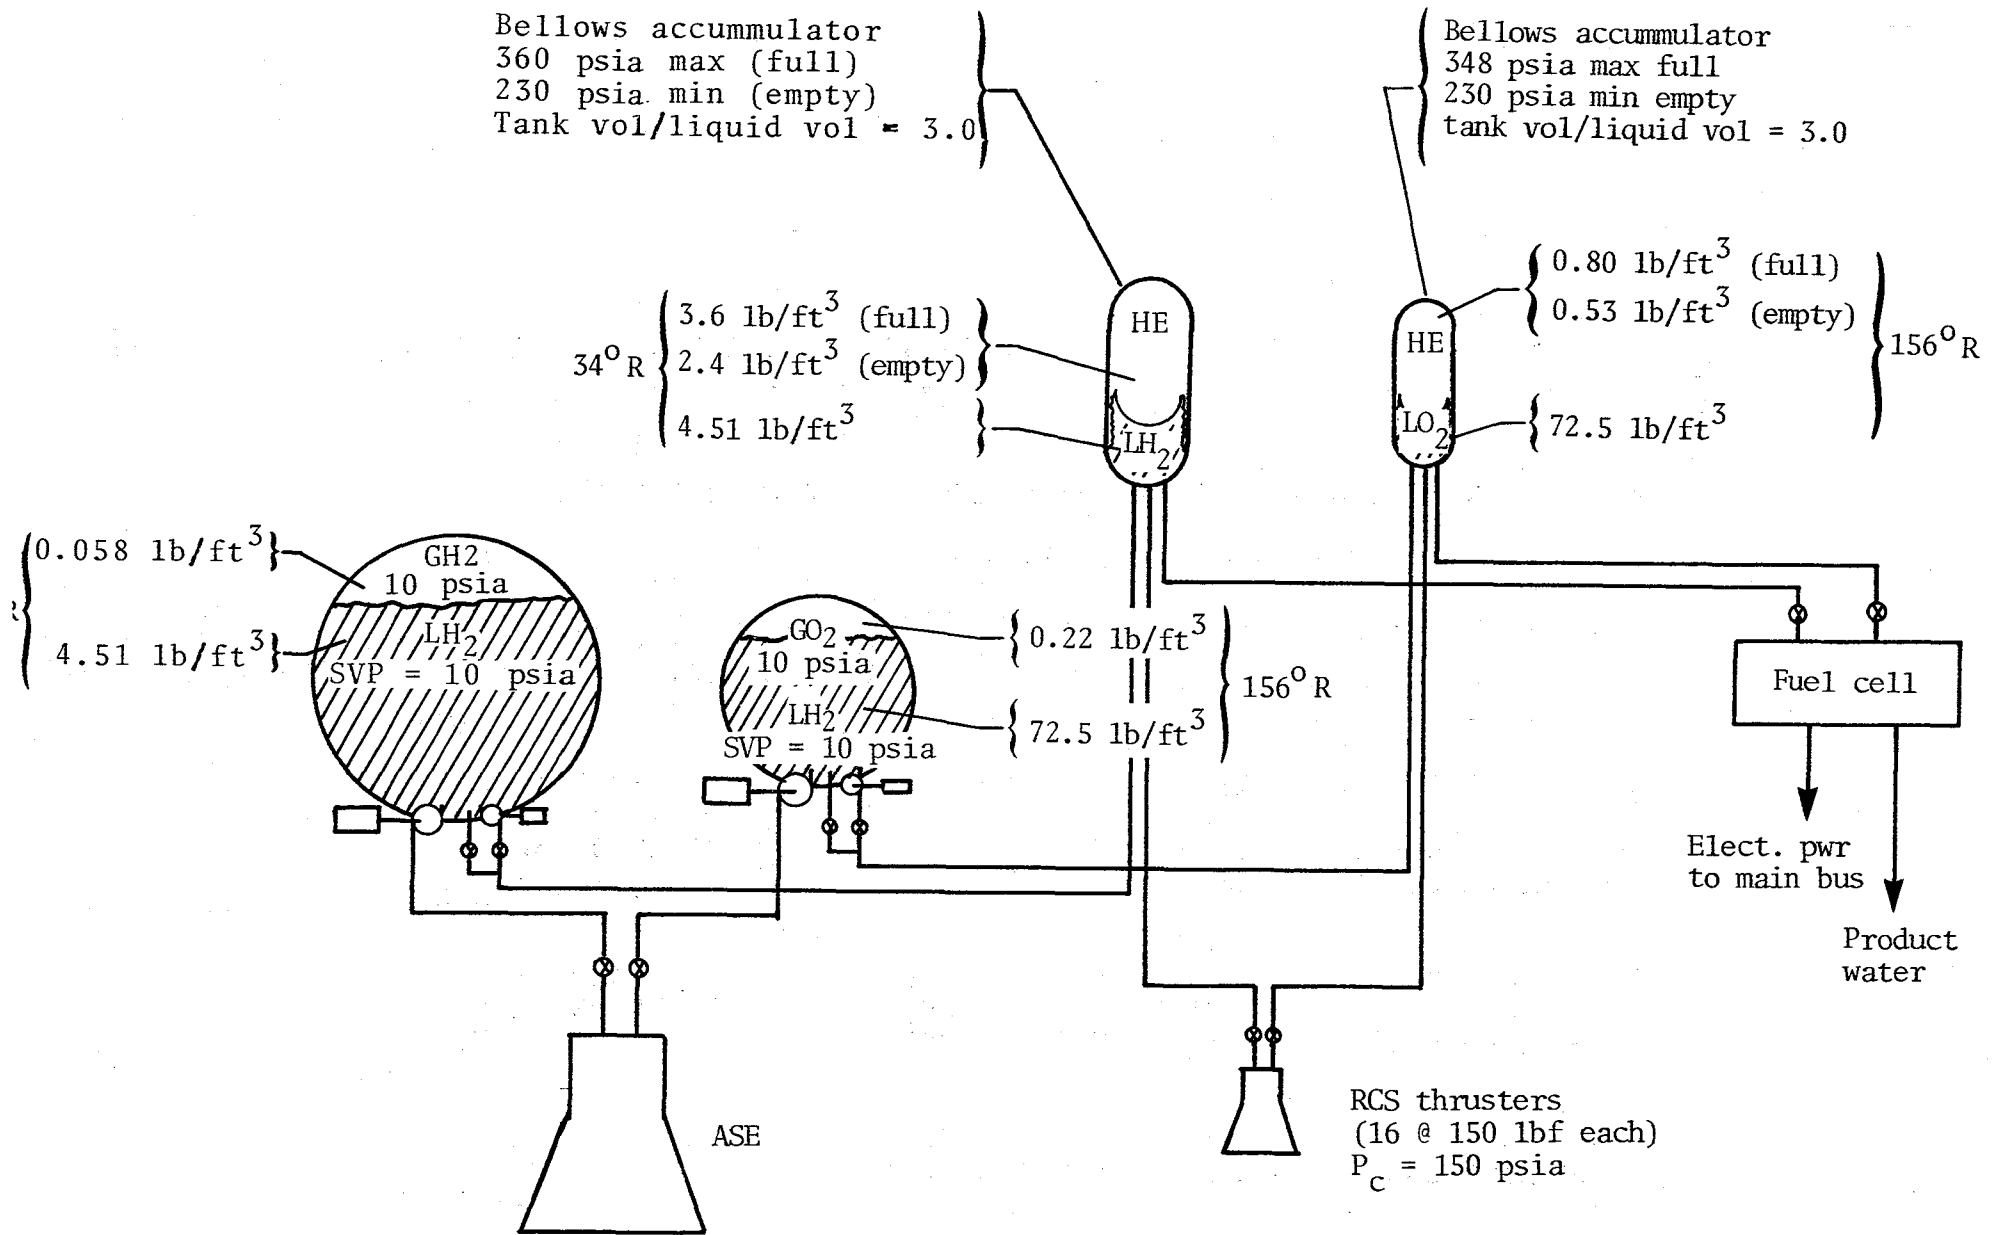 Bellows accummulator
360 psia max (full)
230 psia min (empty)
Tank vol/liquid vol = 3.0
Bellows accummulator
348 psia max full
230 psia min empty
tank vol/liquid vol = 3.0
34° R
3.6 lb/ft³ (full)
2.4 lb/ft³ (empty)
4.51 lb/ft³
HE
LH₂
HE
LO₂
0.80 lb/ft³ (full)
0.53 lb/ft³ (empty)
72.5 lb/ft³
156° R
0.058 lb/ft³
4.51 lb/ft³
GH2
10 psia
LH₂
SVP = 10 psia
GO₂
10 psia
LH₂
SVP = 10 psia
0.22 lb/ft³
72.5 lb/ft³
156° R
Fuel cell
Elect. pwr
to main bus
Product
water
ASE
RCS thrusters
(16 @ 150 lbf each)
P_c = 150 psia